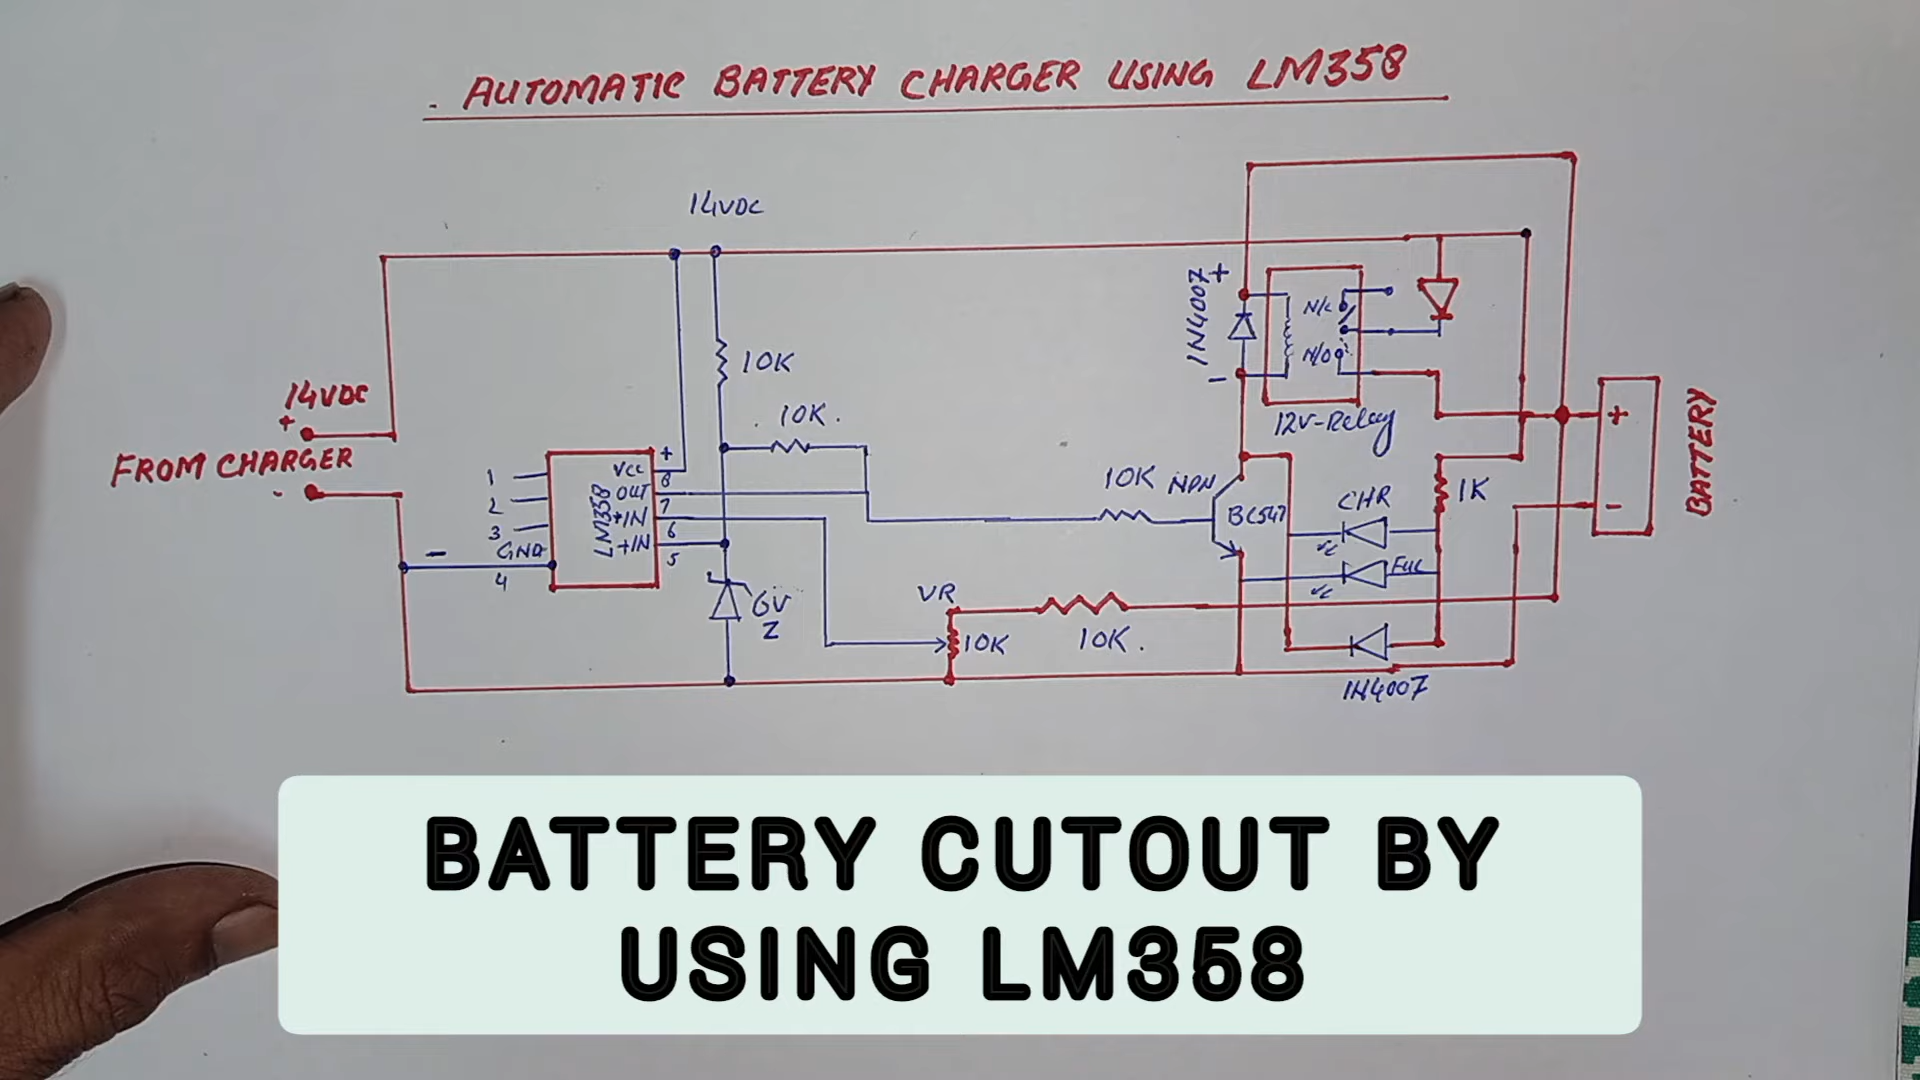 . AUTOMATIC BATTERY CHARGER USING LM358
14VDC
14VDC
+
FROM CHARGER
-
10K
10K.
1
2
3
GND
4
-
LM358
VCC
OUT
+IN
+IN
+
8
7
6
5
6V
Z
VR
10K
10K.
10K NPN
BC547
1N4007
+
-
N/C
N/O
12V-Relay
CHR
Ful
1K
1N4007
+
-
BATTERY
BATTERY CUTOUT BY
USING LM358